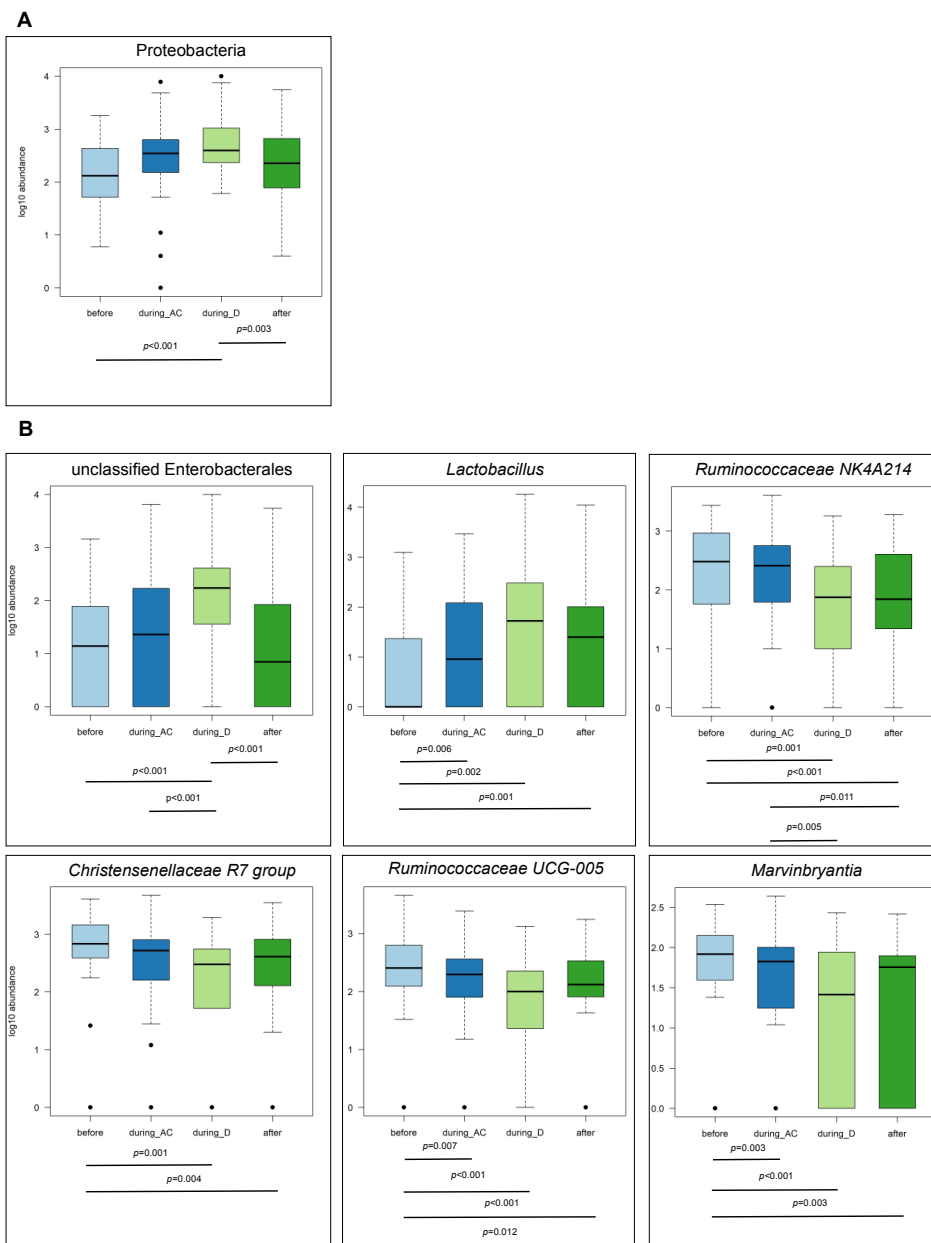 A
Proteobacteria
log10 abundance
4
3
2
1
0
before during_AC during_D after
p=0.003
p<0.001
B
unclassified Enterobacterales
log10 abundance
4
3
2
1
0
before during_AC during_D after
p<0.001
p<0.001
p<0.001
Lactobacillus
4
3
2
1
0
before during_AC during_D after
p=0.006
p=0.002
p=0.001
Ruminococcaceae NK4A214
3
2
1
0
before during_AC during_D after
p=0.001
p<0.001
p=0.011
p=0.005
Christensenellaceae R7 group
log10 abundance
3
2
1
0
before during_AC during_D after
p=0.001
p=0.004
Ruminococcaceae UCG-005
3
2
1
0
before during_AC during_D after
p=0.007
p<0.001
p<0.001
p=0.012
Marvinbryantia
2.5
2.0
1.5
1.0
0.5
0.0
before during_AC during_D after
p=0.003
p<0.001
p=0.003